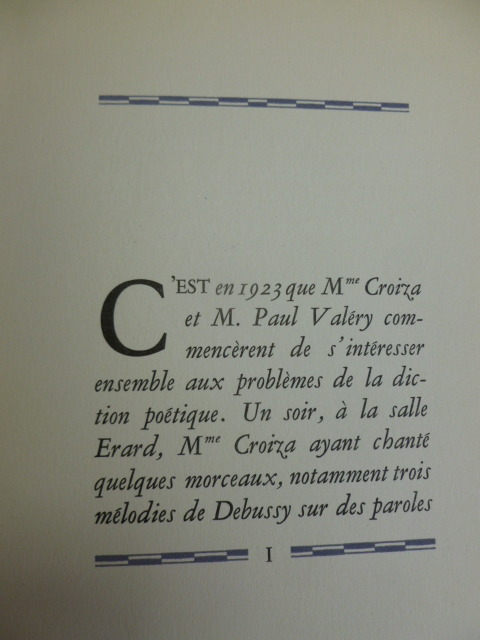 C'EST en 1923 que Mme Croiza
et M. Paul Valéry com-
mencèrent de s'intéresser
ensemble aux problèmes de la dic-
tion poétique. Un soir, à la salle
Erard, Mme Croiza ayant chanté
quelques morceaux, notamment trois
mélodies de Debussy sur des paroles
I